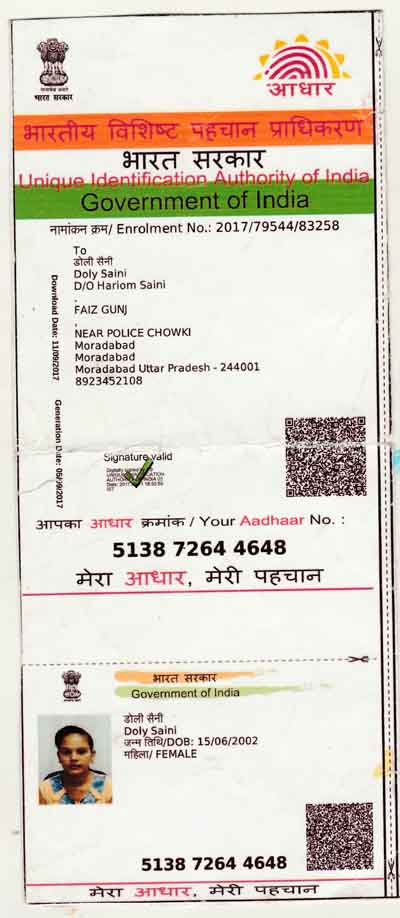 भारत सरकार
आधार
भारतीय विशिष्ट पहचान प्राधिकरण
भारत सरकार
Unique Identification Authority of India
Government of India
नामांकन क्रम/ Enrolment No.: 2017/79544/83258
To
डोली सैनी
Doly Saini
D/O Hariom Saini
,
FAIZ GUNJ
,
NEAR POLICE CHOWKI
Moradabad
Moradabad
Moradabad Uttar Pradesh - 244001
8923452108
Download Date: 11/09/2017
Generation Date:
Signature valid
आपका आधार क्रमांक / Your Aadhaar No. :
5138 7264 4648
मेरा आधार, मेरी पहचान
भारत सरकार
Government of India
डोली सैनी
Doly Saini
जन्म तिथि/DOB: 15/06/2002
महिला/ FEMALE
5138 7264 4648
मेरा आधार, मेरी पहचान